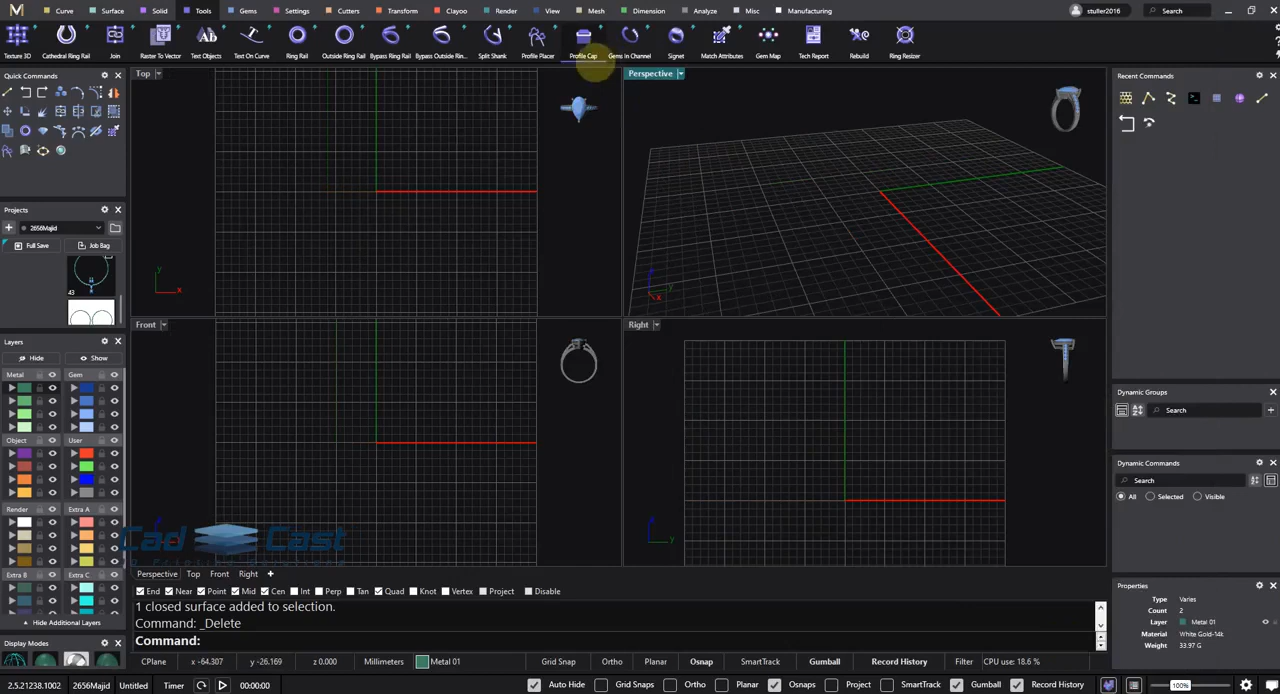 M Curve Surface Solid Tools Gems Settings Cutters Transform Clayoo Render View Mesh Dimension Analyze Misc Manufacturing stuller2016 Search
Texture 3D Cathedral Ring Rail Join Raster To Vector Text Objects Text On Curve Ring Rail Outside Ring Rail Bypass Ring Rail Bypass Outside Rin... Split Shank Profile Placer Profile Cap Gems In Channel Signet Match Attributes Gem Map Tech Report Rebuild Ring Resizer
Quick Commands
Top
Perspective
Recent Commands
Projects
2656Majid
Full Save Job Bag
43
y
x
z
y
x
Layers
Hide Show
Metal Gem
Object User
Render Extra A
Extra B Extra C
Hide Additional Layers
Display Modes
Front
Right
Cad Cast
z
y
Dynamic Groups
Search
Dynamic Commands
Search
All Selected Visible
Properties
Type Varies
Count 2
Layer Metal 01
Material White Gold-14k
Weight 33.97 G
Perspective Top Front Right
End Near Point Mid Cen Int Perp Tan Quad Knot Vertex Project Disable
1 closed surface added to selection.
Command: _Delete
Command:
CPlane x -64.307 y -26.169 z 0.000 Millimeters Metal 01 Grid Snap Ortho Planar Osnap SmartTrack Gumball Record History Filter CPU use: 18.6 %
2.5.21238.1002 2656Majid Untitled Timer 00:00:00 Auto Hide Grid Snaps Ortho Planar Osnaps Project SmartTrack Gumball Record History 100%